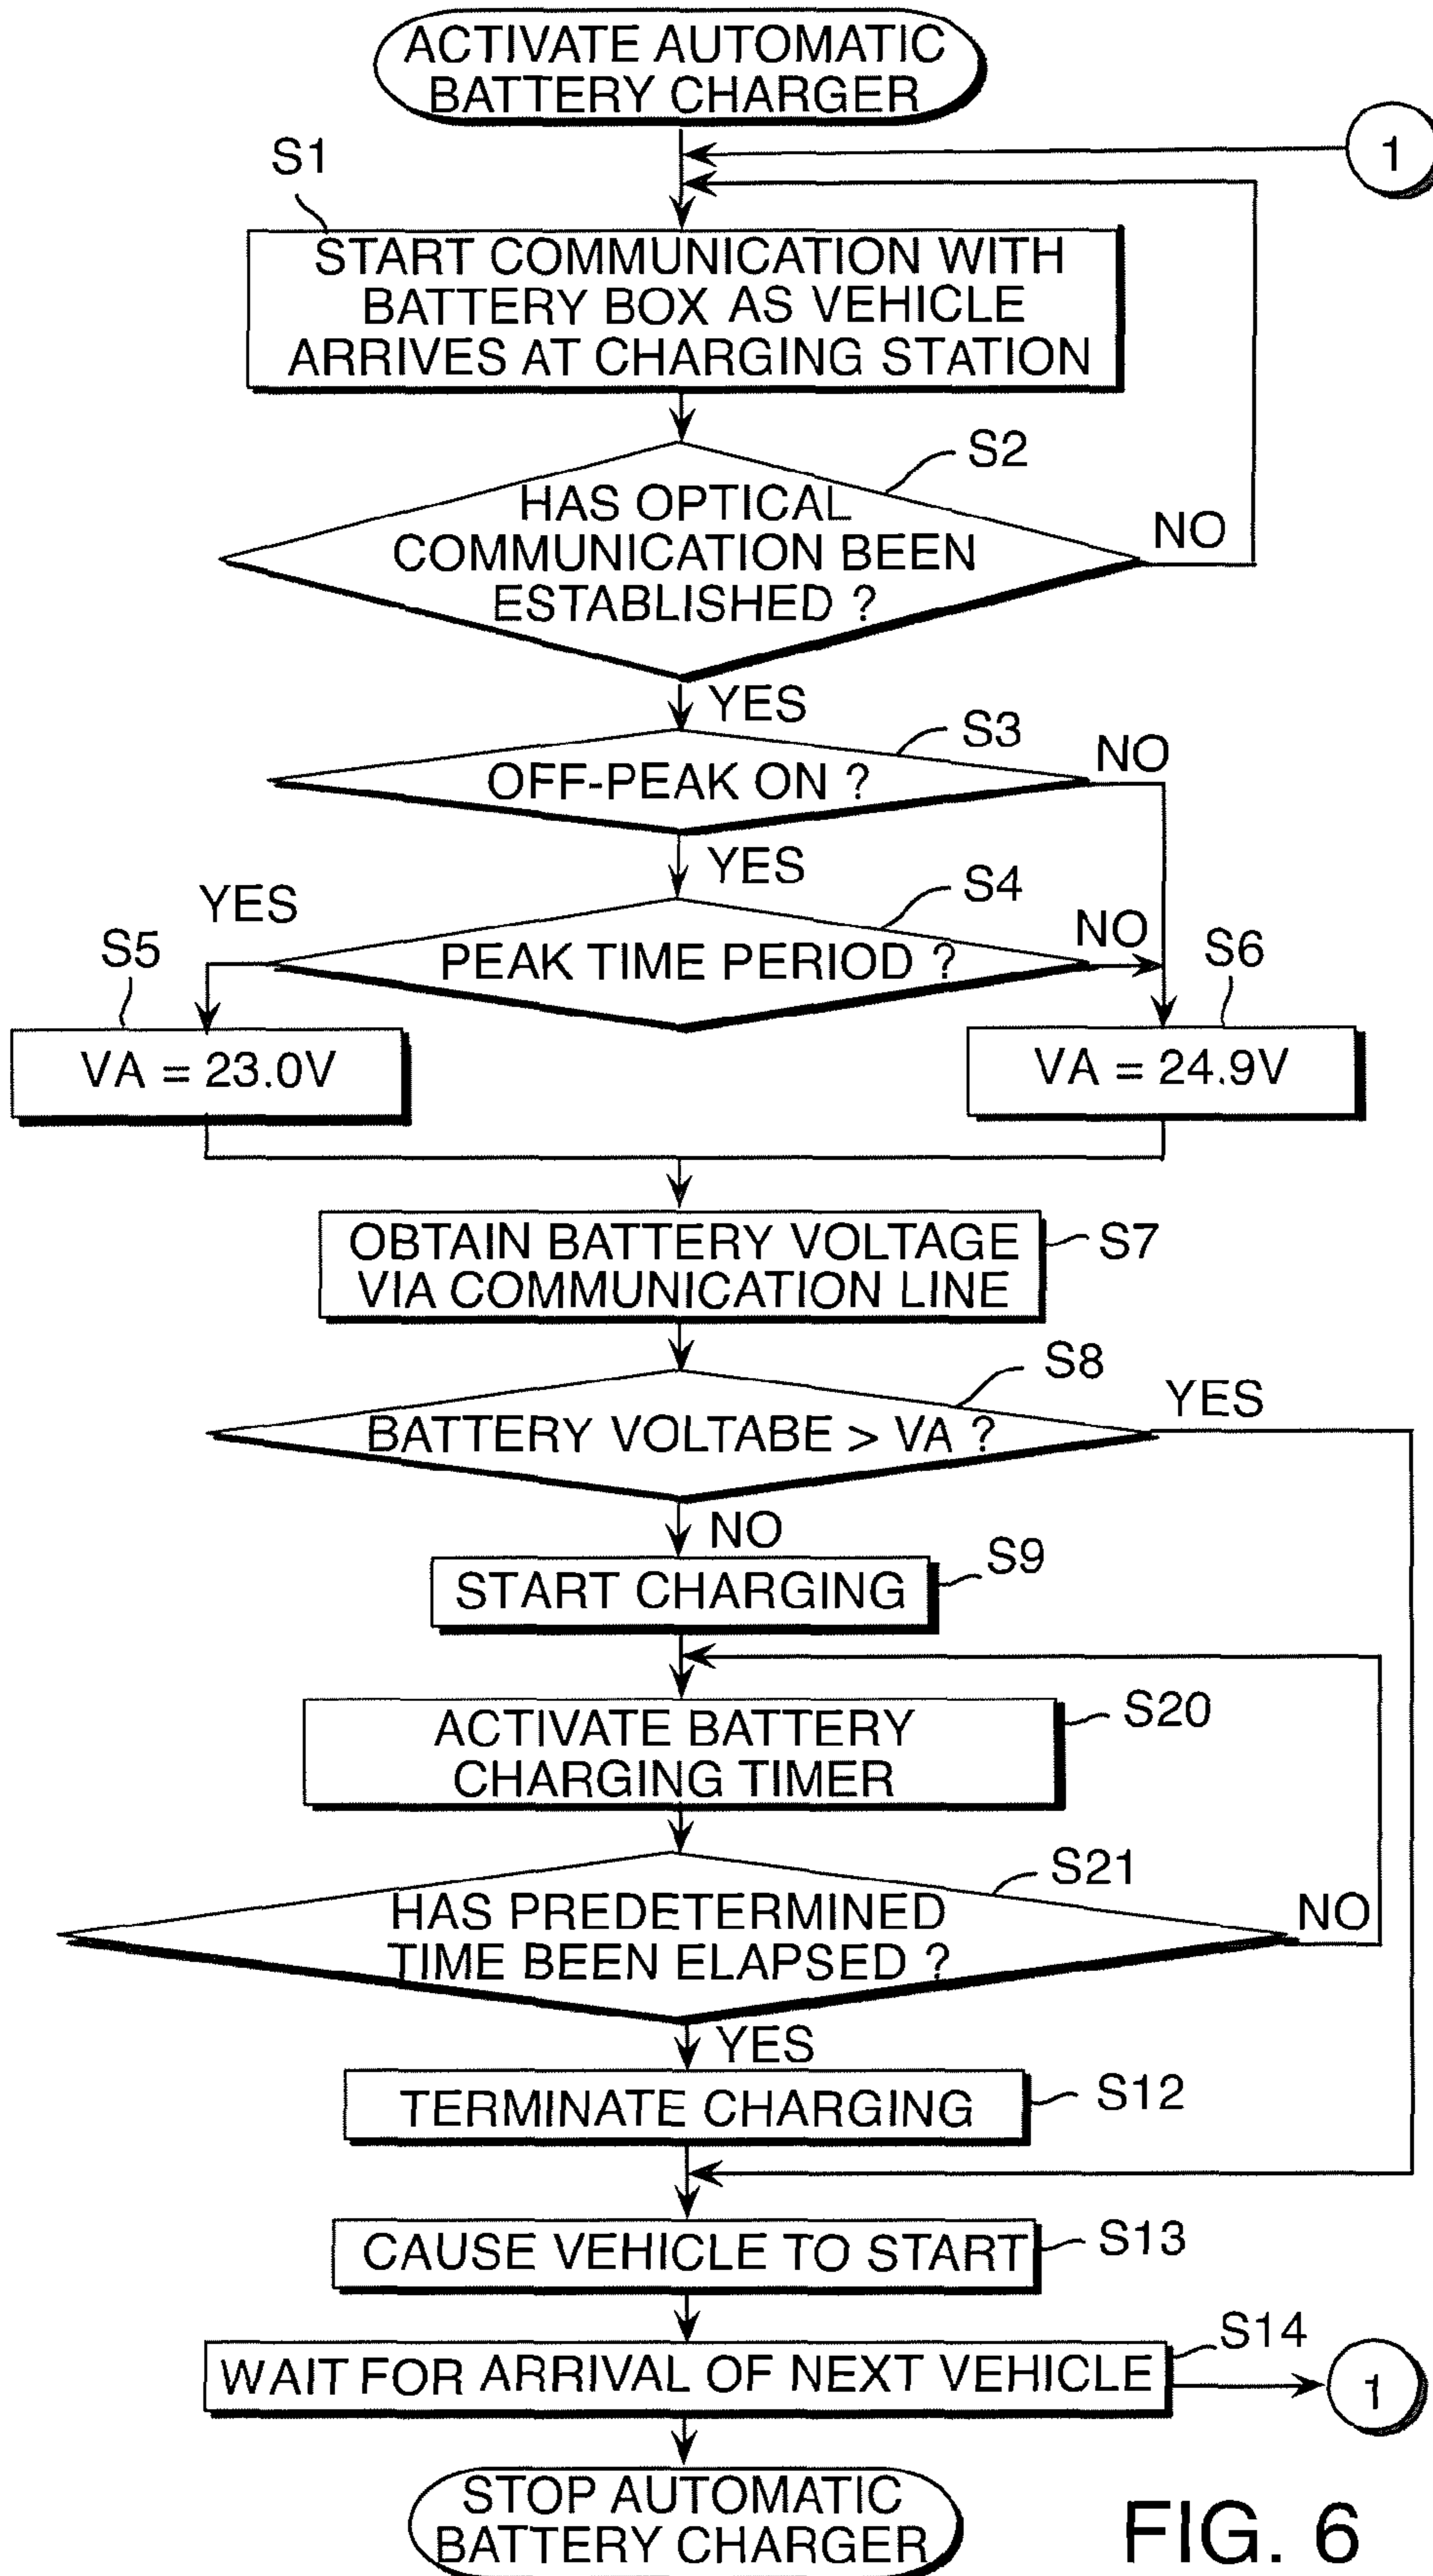 ACTIVATE AUTOMATIC
BATTERY CHARGER
1
S1
START COMMUNICATION WITH
BATTERY BOX AS VEHICLE
ARRIVES AT CHARGING STATION
S2
HAS OPTICAL
COMMUNICATION BEEN
ESTABLISHED ?
NO
YES
S3
OFF-PEAK ON ?
NO
YES
S4
YES
PEAK TIME PERIOD ?
NO
S5
S6
VA = 23.0V
VA = 24.9V
OBTAIN BATTERY VOLTAGE
VIA COMMUNICATION LINE
S7
S8
BATTERY VOLTABE > VA ?
YES
NO
START CHARGING
S9
ACTIVATE BATTERY
CHARGING TIMER
S20
S21
HAS PREDETERMINED
TIME BEEN ELAPSED ?
NO
YES
TERMINATE CHARGING
S12
CAUSE VEHICLE TO START
S13
WAIT FOR ARRIVAL OF NEXT VEHICLE
S14
1
STOP AUTOMATIC
BATTERY CHARGER
FIG. 6